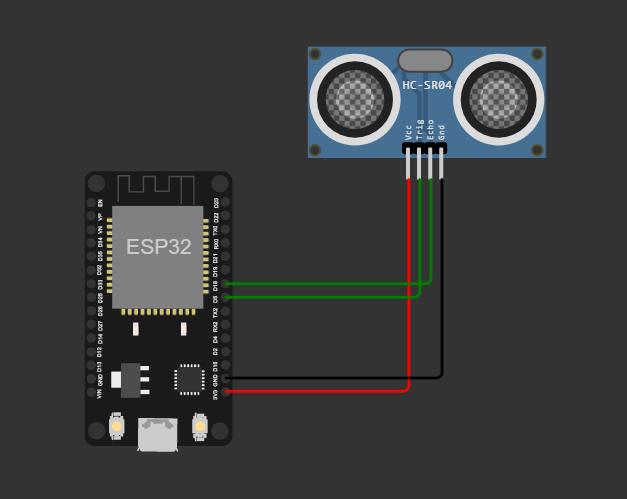 HC-SR04
Vcc
Trig
Echo
Gnd
ESP32
EN
VP
VN
D34
D35
D32
D33
D25
D26
D27
D14
D12
D13
GND
VIN
D23
D22
TX0
RX0
D21
D19
D18
D5
TX2
RX2
D4
D2
D15
GND
3V3